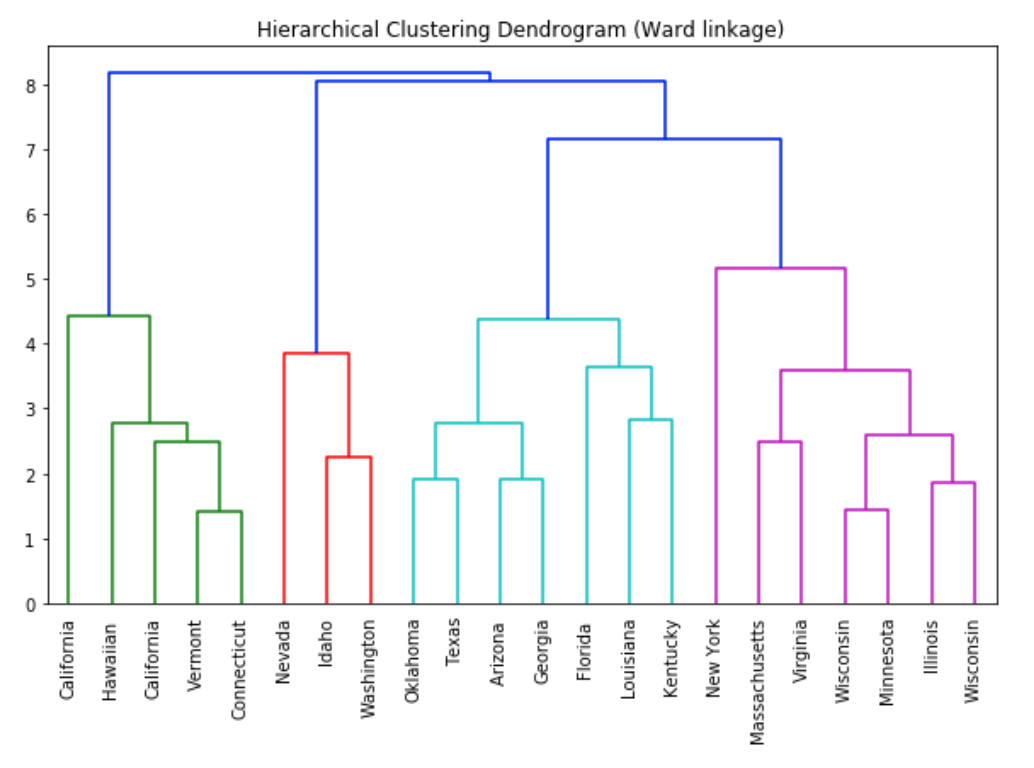 Hierarchical Clustering Dendrogram (Ward linkage)
8
7
6
5
4
3
2
1
0
California
Hawaiian
California
Vermont
Connecticut
Nevada
Idaho
Washington
Oklahoma
Texas
Arizona
Georgia
Florida
Louisiana
Kentucky
New York
Massachusetts
Virginia
Wisconsin
Minnesota
Illinois
Wisconsin